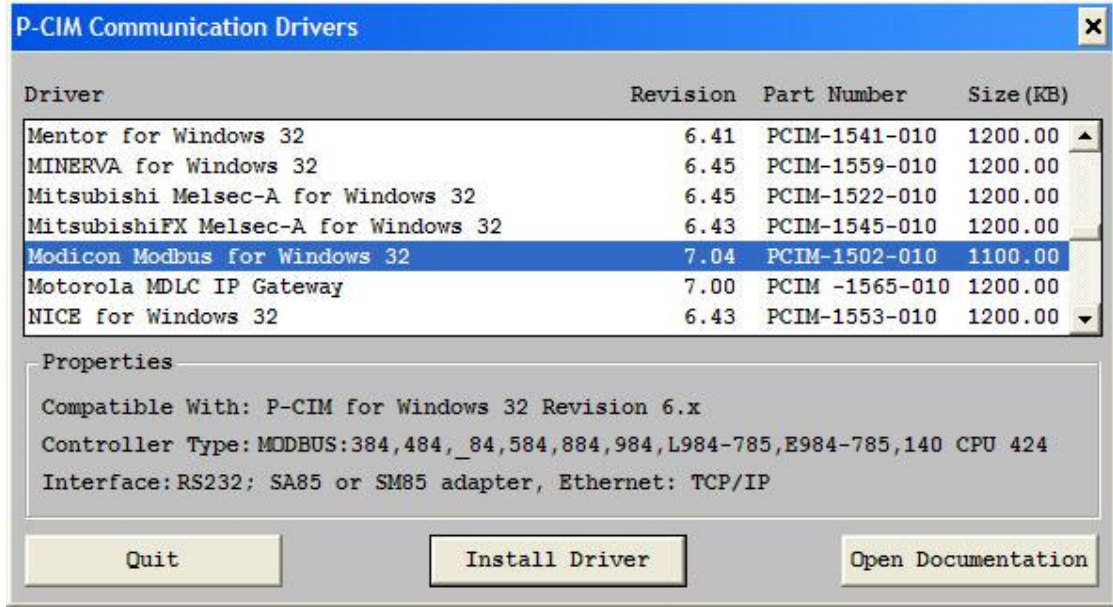 P-CIM Communication Drivers
Driver Revision Part Number Size(KB)
Mentor for Windows 32 6.41 PCIM-1541-010 1200.00
MINERVA for Windows 32 6.45 PCIM-1559-010 1200.00
Mitsubishi Melsec-A for Windows 32 6.45 PCIM-1522-010 1200.00
MitsubishiFX Melsec-A for Windows 32 6.43 PCIM-1545-010 1200.00
Modicon Modbus for Windows 32 7.04 PCIM-1502-010 1100.00
Motorola MDLC IP Gateway 7.00 PCIM -1565-010 1200.00
NICE for Windows 32 6.43 PCIM-1553-010 1200.00
Properties
Compatible With: P-CIM for Windows 32 Revision 6.x
Controller Type: MODBUS:384,484,_84,584,884,984,L984-785,E984-785,140 CPU 424
Interface: RS232; SA85 or SM85 adapter, Ethernet: TCP/IP
Quit Install Driver Open Documentation